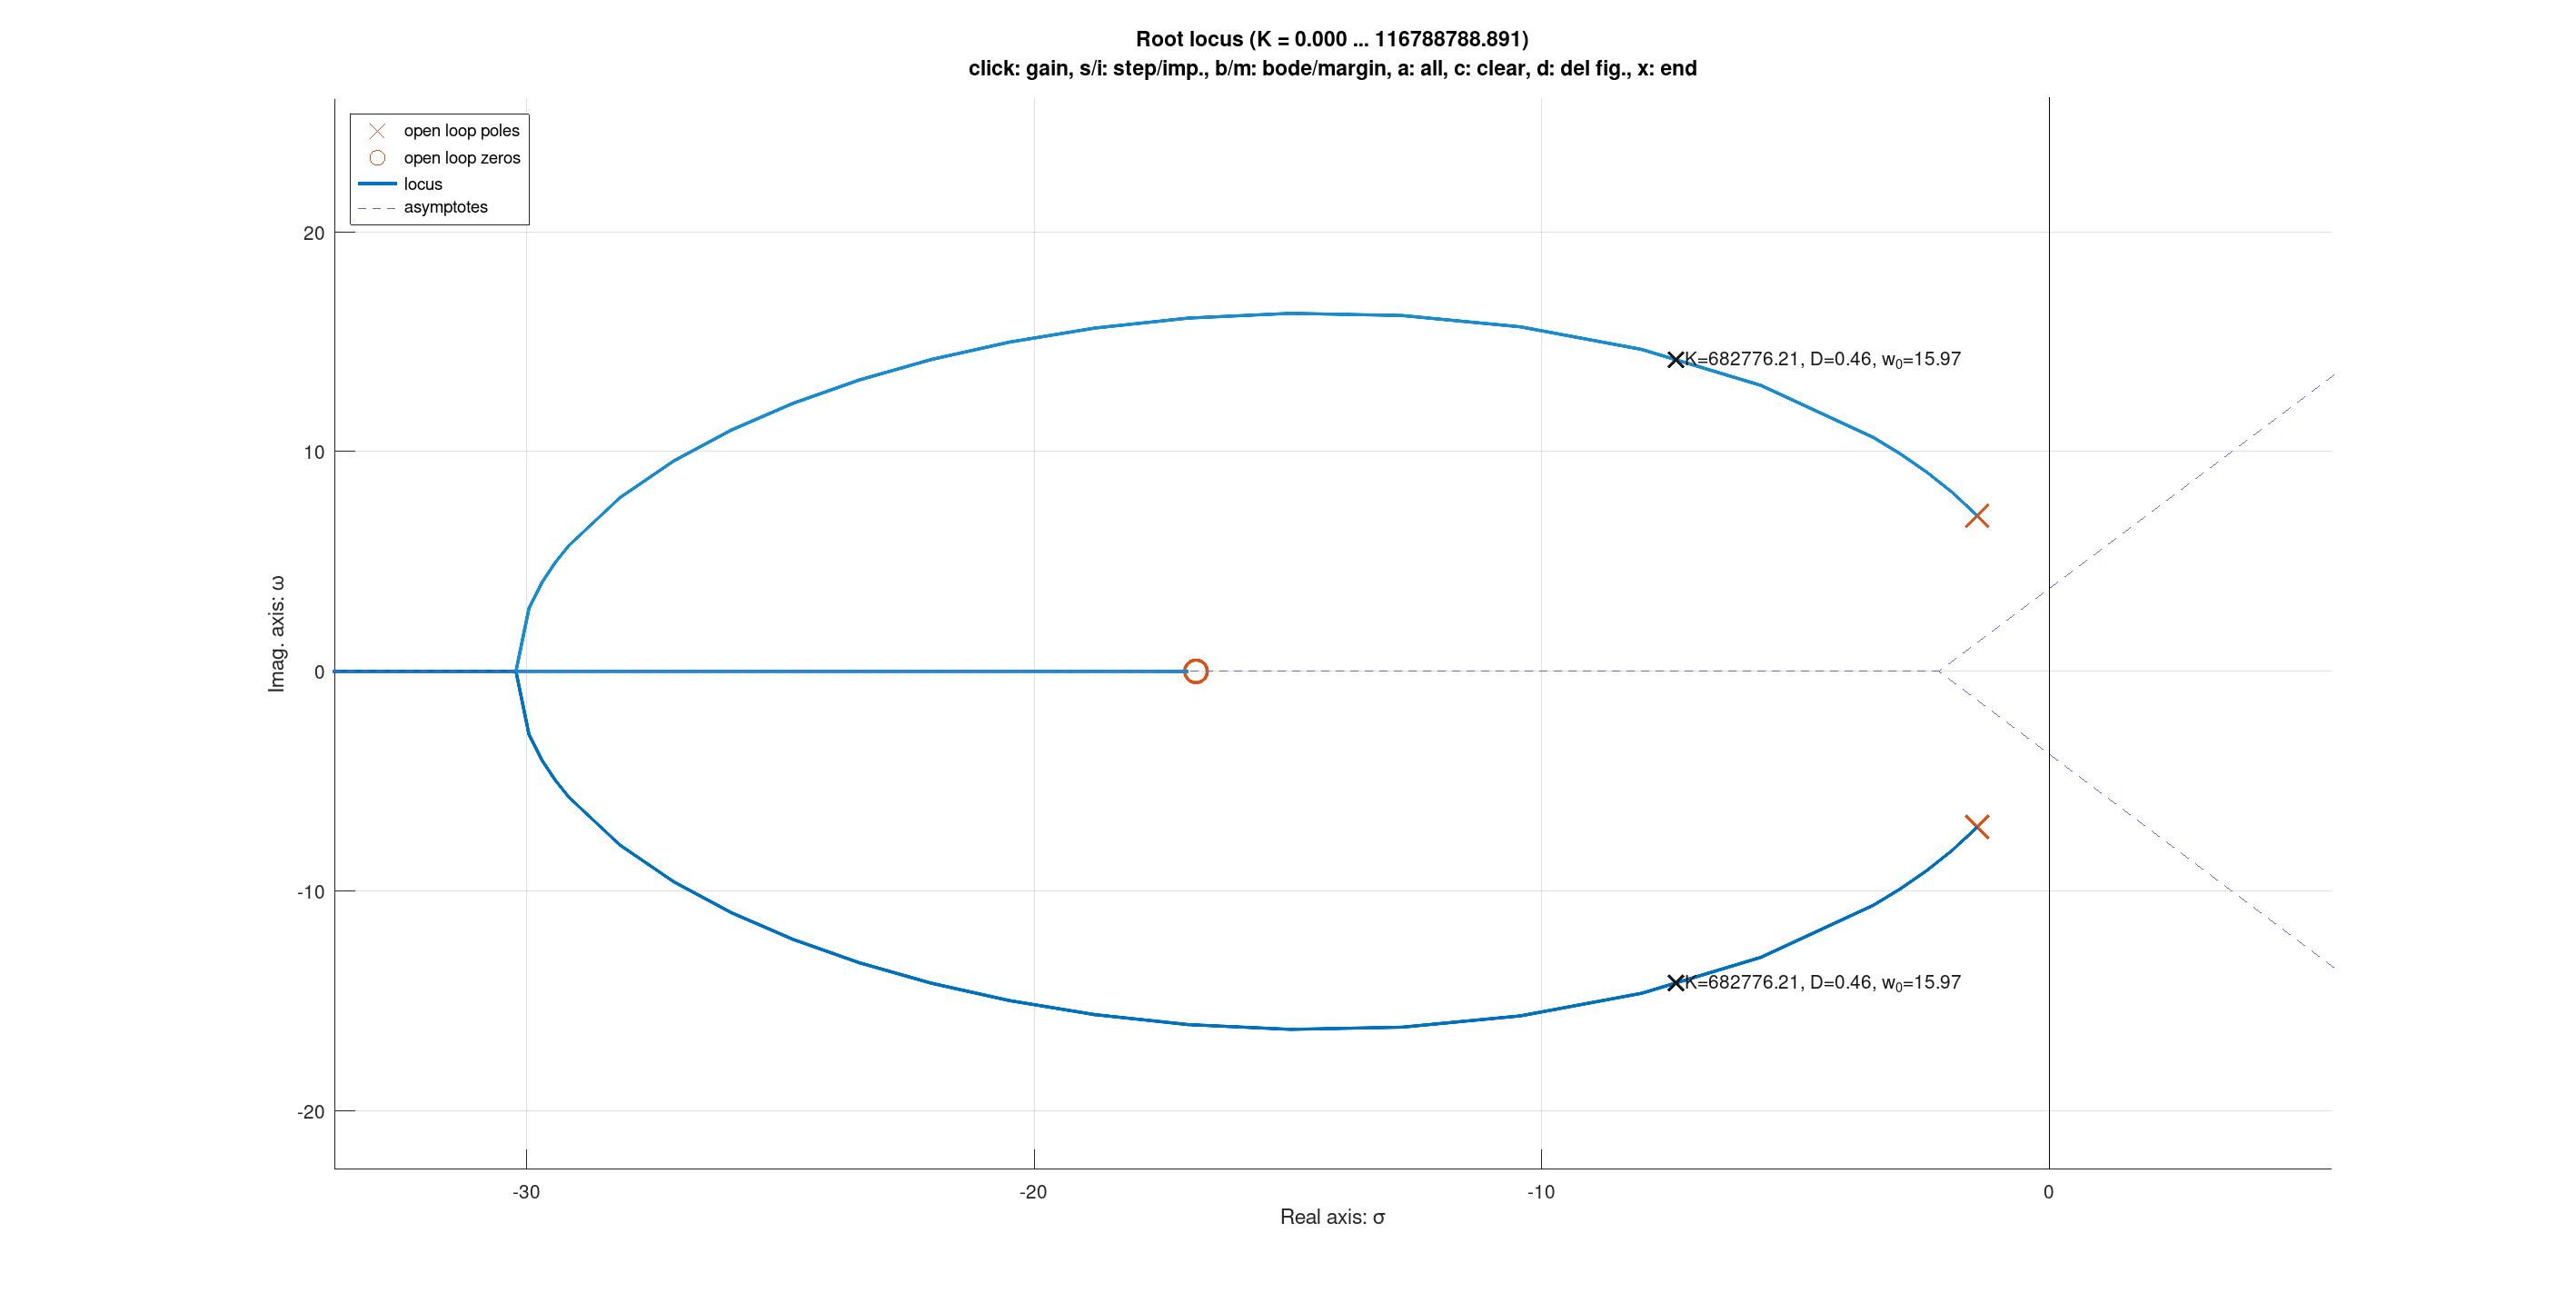 Root locus (K = 0.000 ... 116788788.891)
click: gain, s/i: step/imp., b/m: bode/margin, a: all, c: clear, d: del fig., x: end
open loop poles
open loop zeros
locus
asymptotes
20
10
0
-10
-20
Imag. axis: ω
K=682776.21, D=0.46, w₀=15.97
K=682776.21, D=0.46, w₀=15.97
-30
-20
-10
0
Real axis: σ